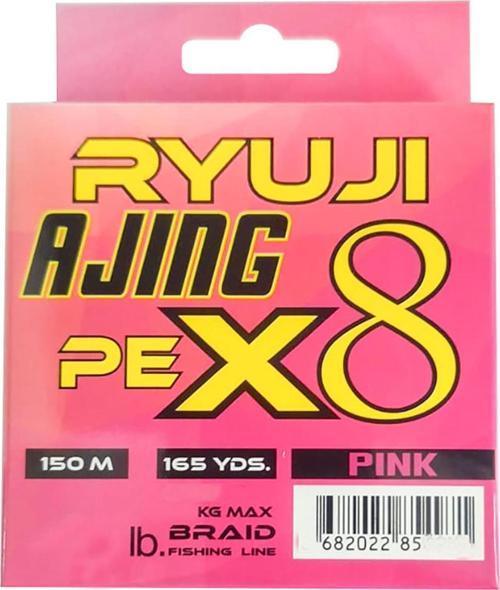 RYUJI
AJING
PE X8
150 M 165 YDS. PINK
KG MAX
lb. BRAID
FISHING LINE
682022 85